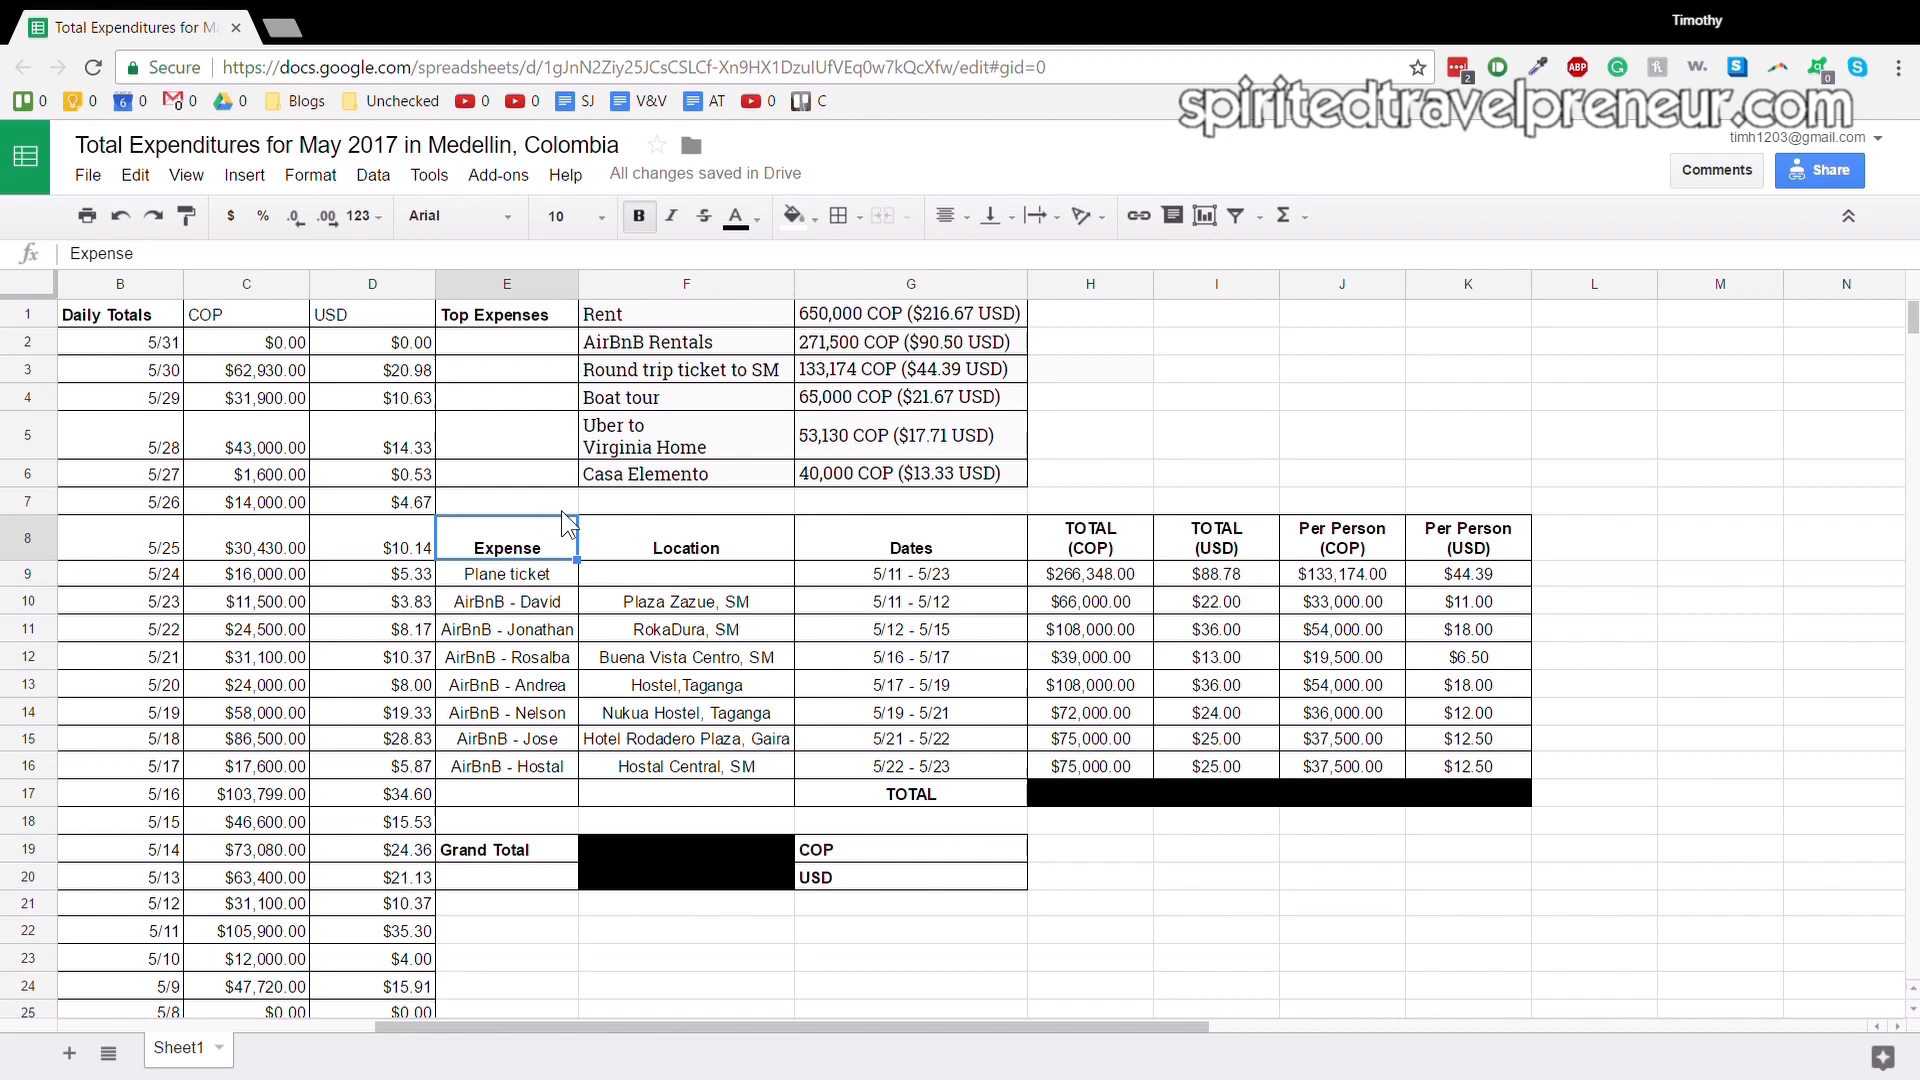 Timothy
Total Expenditures for Ma
Secure https://docs.google.com/spreadsheets/d/1gJnN2Ziy25JCsCSLCf-Xn9HX1DzuIUfVEq0w7kQcXfw/edit#gid=0
0 0 6 0 0 0 Blogs Unchecked 0 0 SJ V&V AT 0 C
2 ABP w. S 0
spiritedtravelpreneur.com
timh1203@gmail.com
Total Expenditures for May 2017 in Medellin, Colombia
File Edit View Insert Format Data Tools Add-ons Help All changes saved in Drive
Comments Share
$ % .0 .00 123 Arial 10 B I S A Σ
fx Expense
B C D E F G H I J K L M N
1 Daily Totals COP USD Top Expenses Rent 650,000 COP ($216.67 USD)
2 5/31 $0.00 $0.00 AirBnB Rentals 271,500 COP ($90.50 USD)
3 5/30 $62,930.00 $20.98 Round trip ticket to SM 133,174 COP ($44.39 USD)
4 5/29 $31,900.00 $10.63 Boat tour 65,000 COP ($21.67 USD)
Uber to
5 5/28 $43,000.00 $14.33 Virginia Home 53,130 COP ($17.71 USD)
6 5/27 $1,600.00 $0.53 Casa Elemento 40,000 COP ($13.33 USD)
7 5/26 $14,000.00 $4.67
TOTAL TOTAL Per Person Per Person
8 5/25 $30,430.00 $10.14 Expense Location Dates (COP) (USD) (COP) (USD)
9 5/24 $16,000.00 $5.33 Plane ticket 5/11 - 5/23 $266,348.00 $88.78 $133,174.00 $44.39
10 5/23 $11,500.00 $3.83 AirBnB - David Plaza Zazue, SM 5/11 - 5/12 $66,000.00 $22.00 $33,000.00 $11.00
11 5/22 $24,500.00 $8.17 AirBnB - Jonathan RokaDura, SM 5/12 - 5/15 $108,000.00 $36.00 $54,000.00 $18.00
12 5/21 $31,100.00 $10.37 AirBnB - Rosalba Buena Vista Centro, SM 5/16 - 5/17 $39,000.00 $13.00 $19,500.00 $6.50
13 5/20 $24,000.00 $8.00 AirBnB - Andrea Hostel,Taganga 5/17 - 5/19 $108,000.00 $36.00 $54,000.00 $18.00
14 5/19 $58,000.00 $19.33 AirBnB - Nelson Nukua Hostel, Taganga 5/19 - 5/21 $72,000.00 $24.00 $36,000.00 $12.00
15 5/18 $86,500.00 $28.83 AirBnB - Jose Hotel Rodadero Plaza, Gaira 5/21 - 5/22 $75,000.00 $25.00 $37,500.00 $12.50
16 5/17 $17,600.00 $5.87 AirBnB - Hostal Hostal Central, SM 5/22 - 5/23 $75,000.00 $25.00 $37,500.00 $12.50
17 5/16 $103,799.00 $34.60 TOTAL
18 5/15 $46,600.00 $15.53
19 5/14 $73,080.00 $24.36 Grand Total COP
20 5/13 $63,400.00 $21.13 USD
21 5/12 $31,100.00 $10.37
22 5/11 $105,900.00 $35.30
23 5/10 $12,000.00 $4.00
24 5/9 $47,720.00 $15.91
25 5/8 $0.00 $0.00
Sheet1